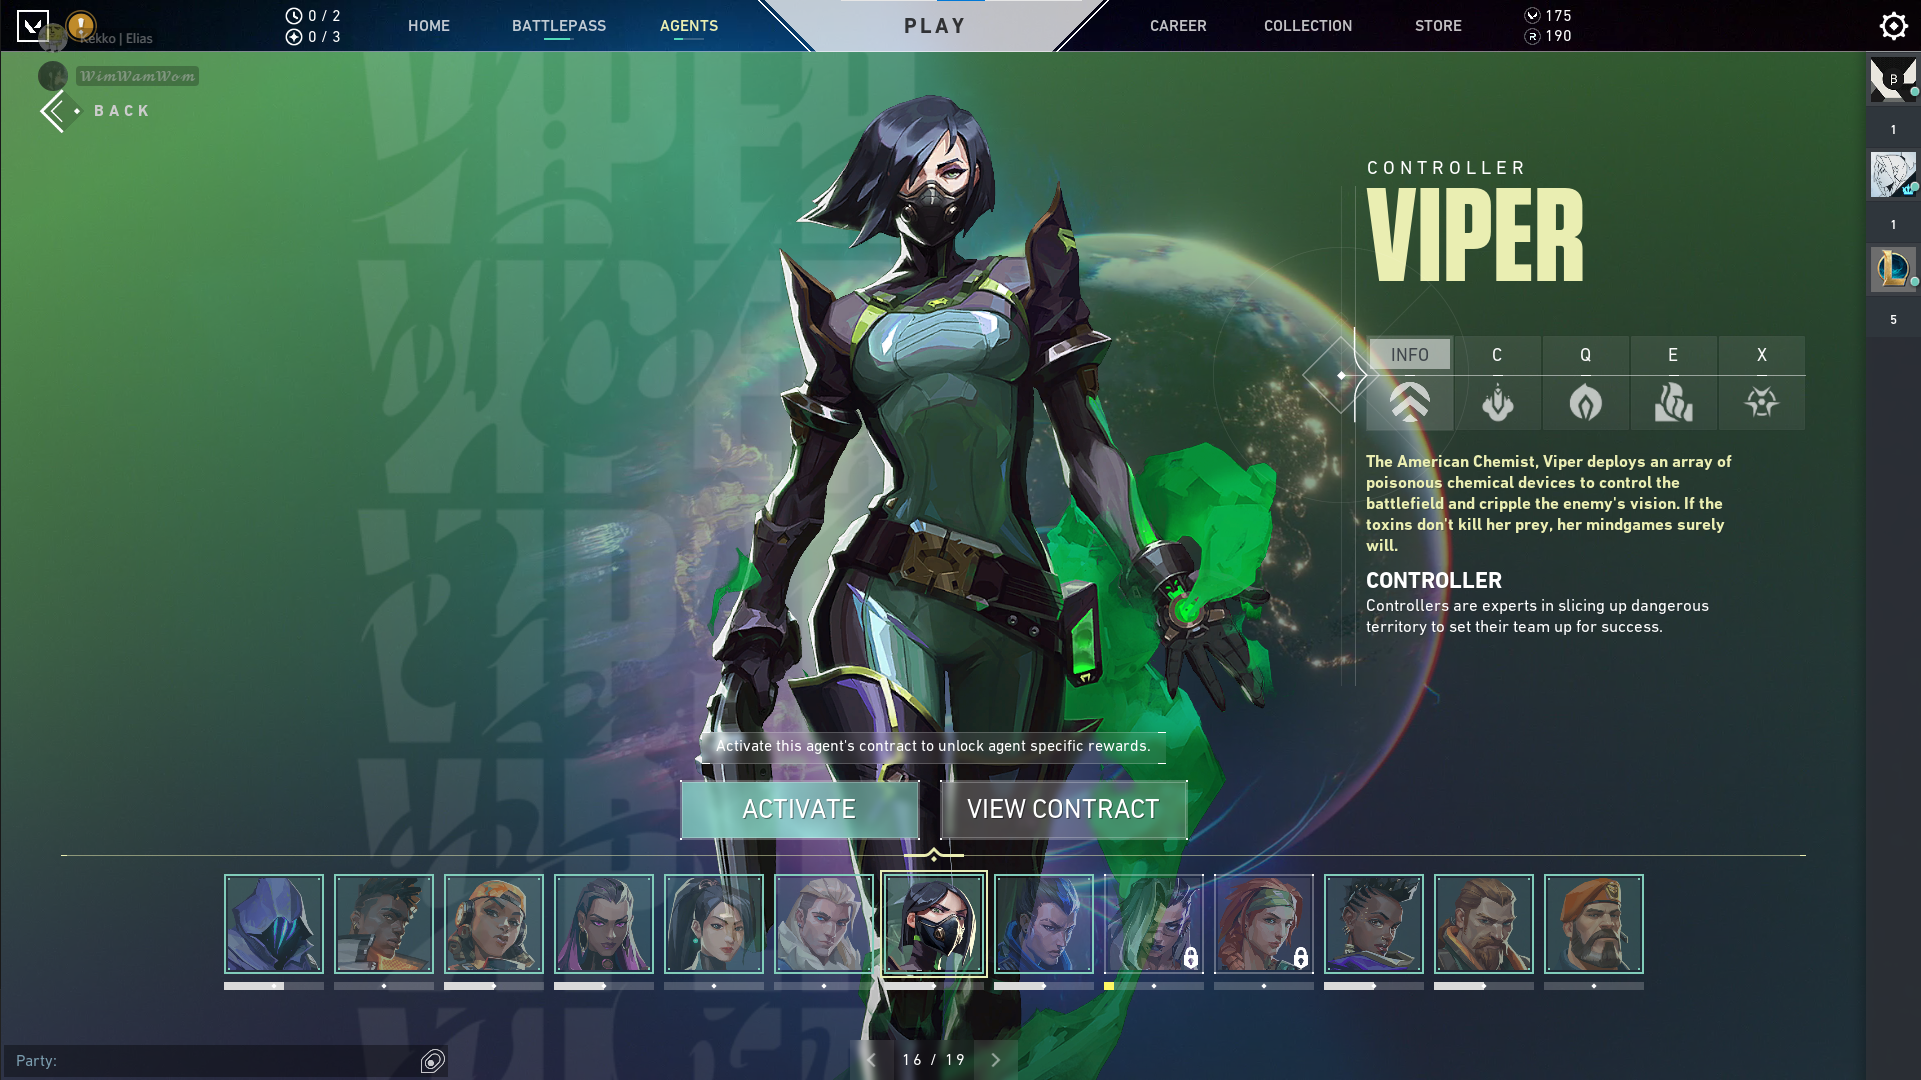 0 / 2
0 / 3
HOME
BATTLEPASS
AGENTS
PLAY
CAREER
COLLECTION
STORE
175
190
Kekko | Elias
WimWamWom
BACK
B
1
1
5
CONTROLLER
VIPER
INFO
C
Q
E
X
The American Chemist, Viper deploys an array of
poisonous chemical devices to control the
battlefield and cripple the enemy's vision. If the
toxins don't kill her prey, her mindgames surely
will.
CONTROLLER
Controllers are experts in slicing up dangerous
territory to set their team up for success.
Activate this agent's contract to unlock agent specific rewards.
ACTIVATE
VIEW CONTRACT
Party:
16 / 19